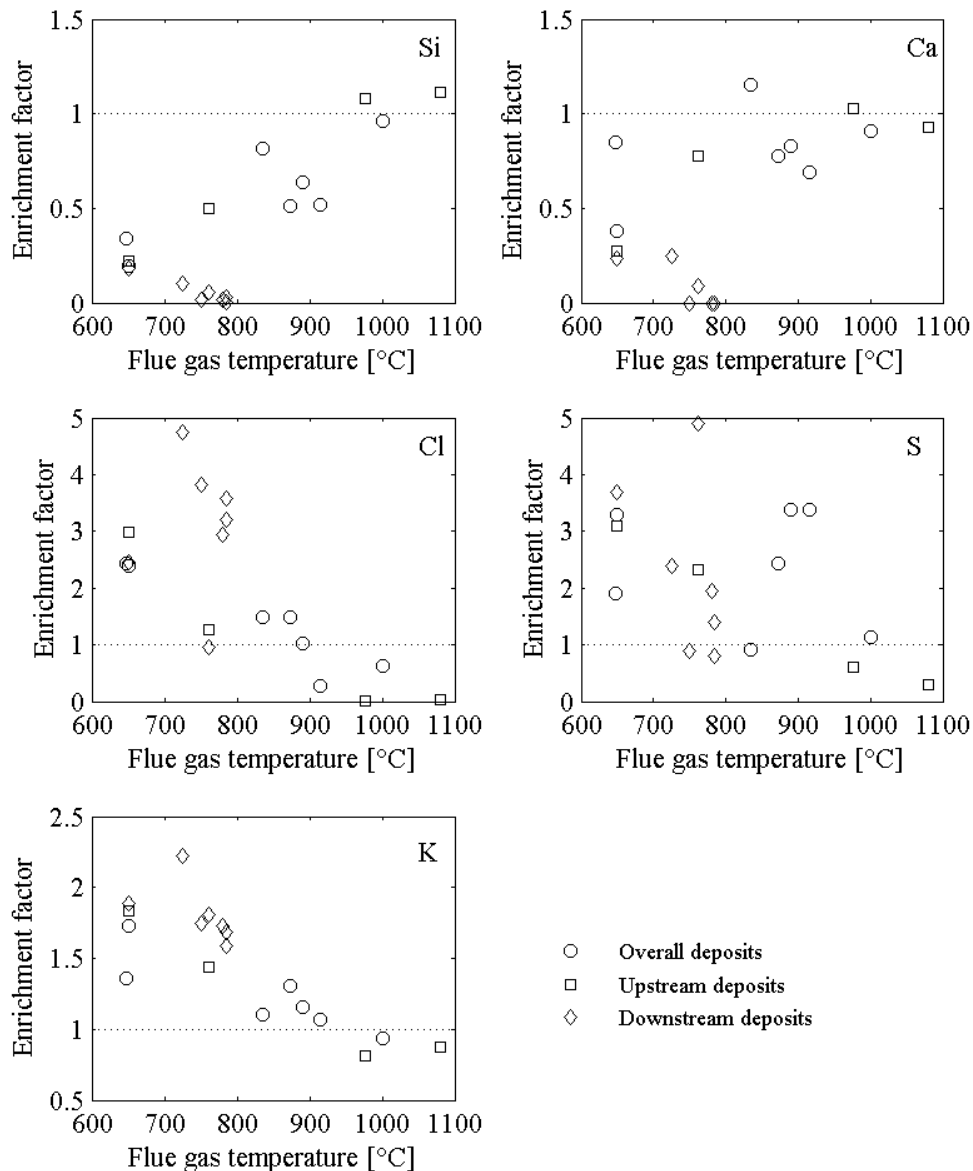 1.5
1
0.5
0
Enrichment factor
Si
600 700 800 900 1000 1100
Flue gas temperature [°C]
1.5
1
0.5
0
Enrichment factor
Ca
600 700 800 900 1000 1100
Flue gas temperature [°C]
5
4
3
2
1
0
Enrichment factor
Cl
600 700 800 900 1000 1100
Flue gas temperature [°C]
5
4
3
2
1
0
Enrichment factor
S
600 700 800 900 1000 1100
Flue gas temperature [°C]
2.5
2
1.5
1
0.5
Enrichment factor
K
600 700 800 900 1000 1100
Flue gas temperature [°C]
Overall deposits
Upstream deposits
Downstream deposits